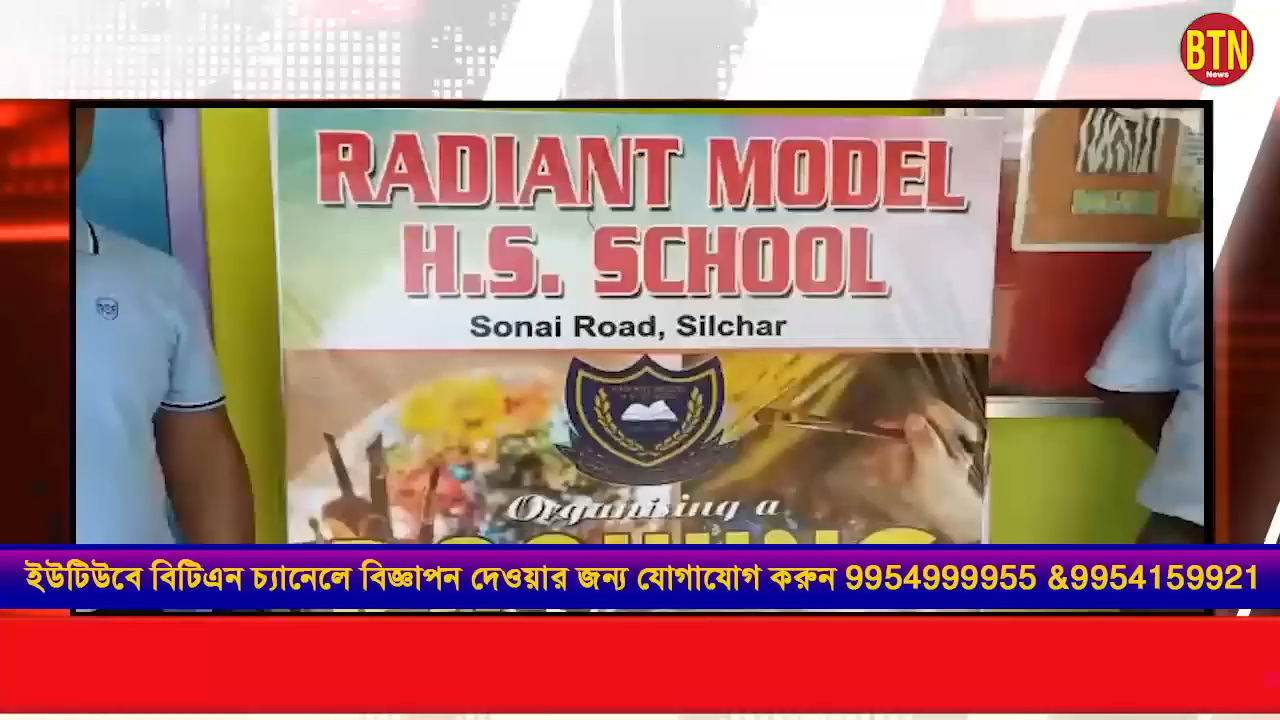 BTN
News
RADIANT MODEL
H.S. SCHOOL
Sonai Road, Silchar
Organising a
ইউটিউবে বিটিএন চ্যানেলে বিজ্ঞাপন দেওয়ার জন্য যোগাযোগ করুন 9954999955 &9954159921